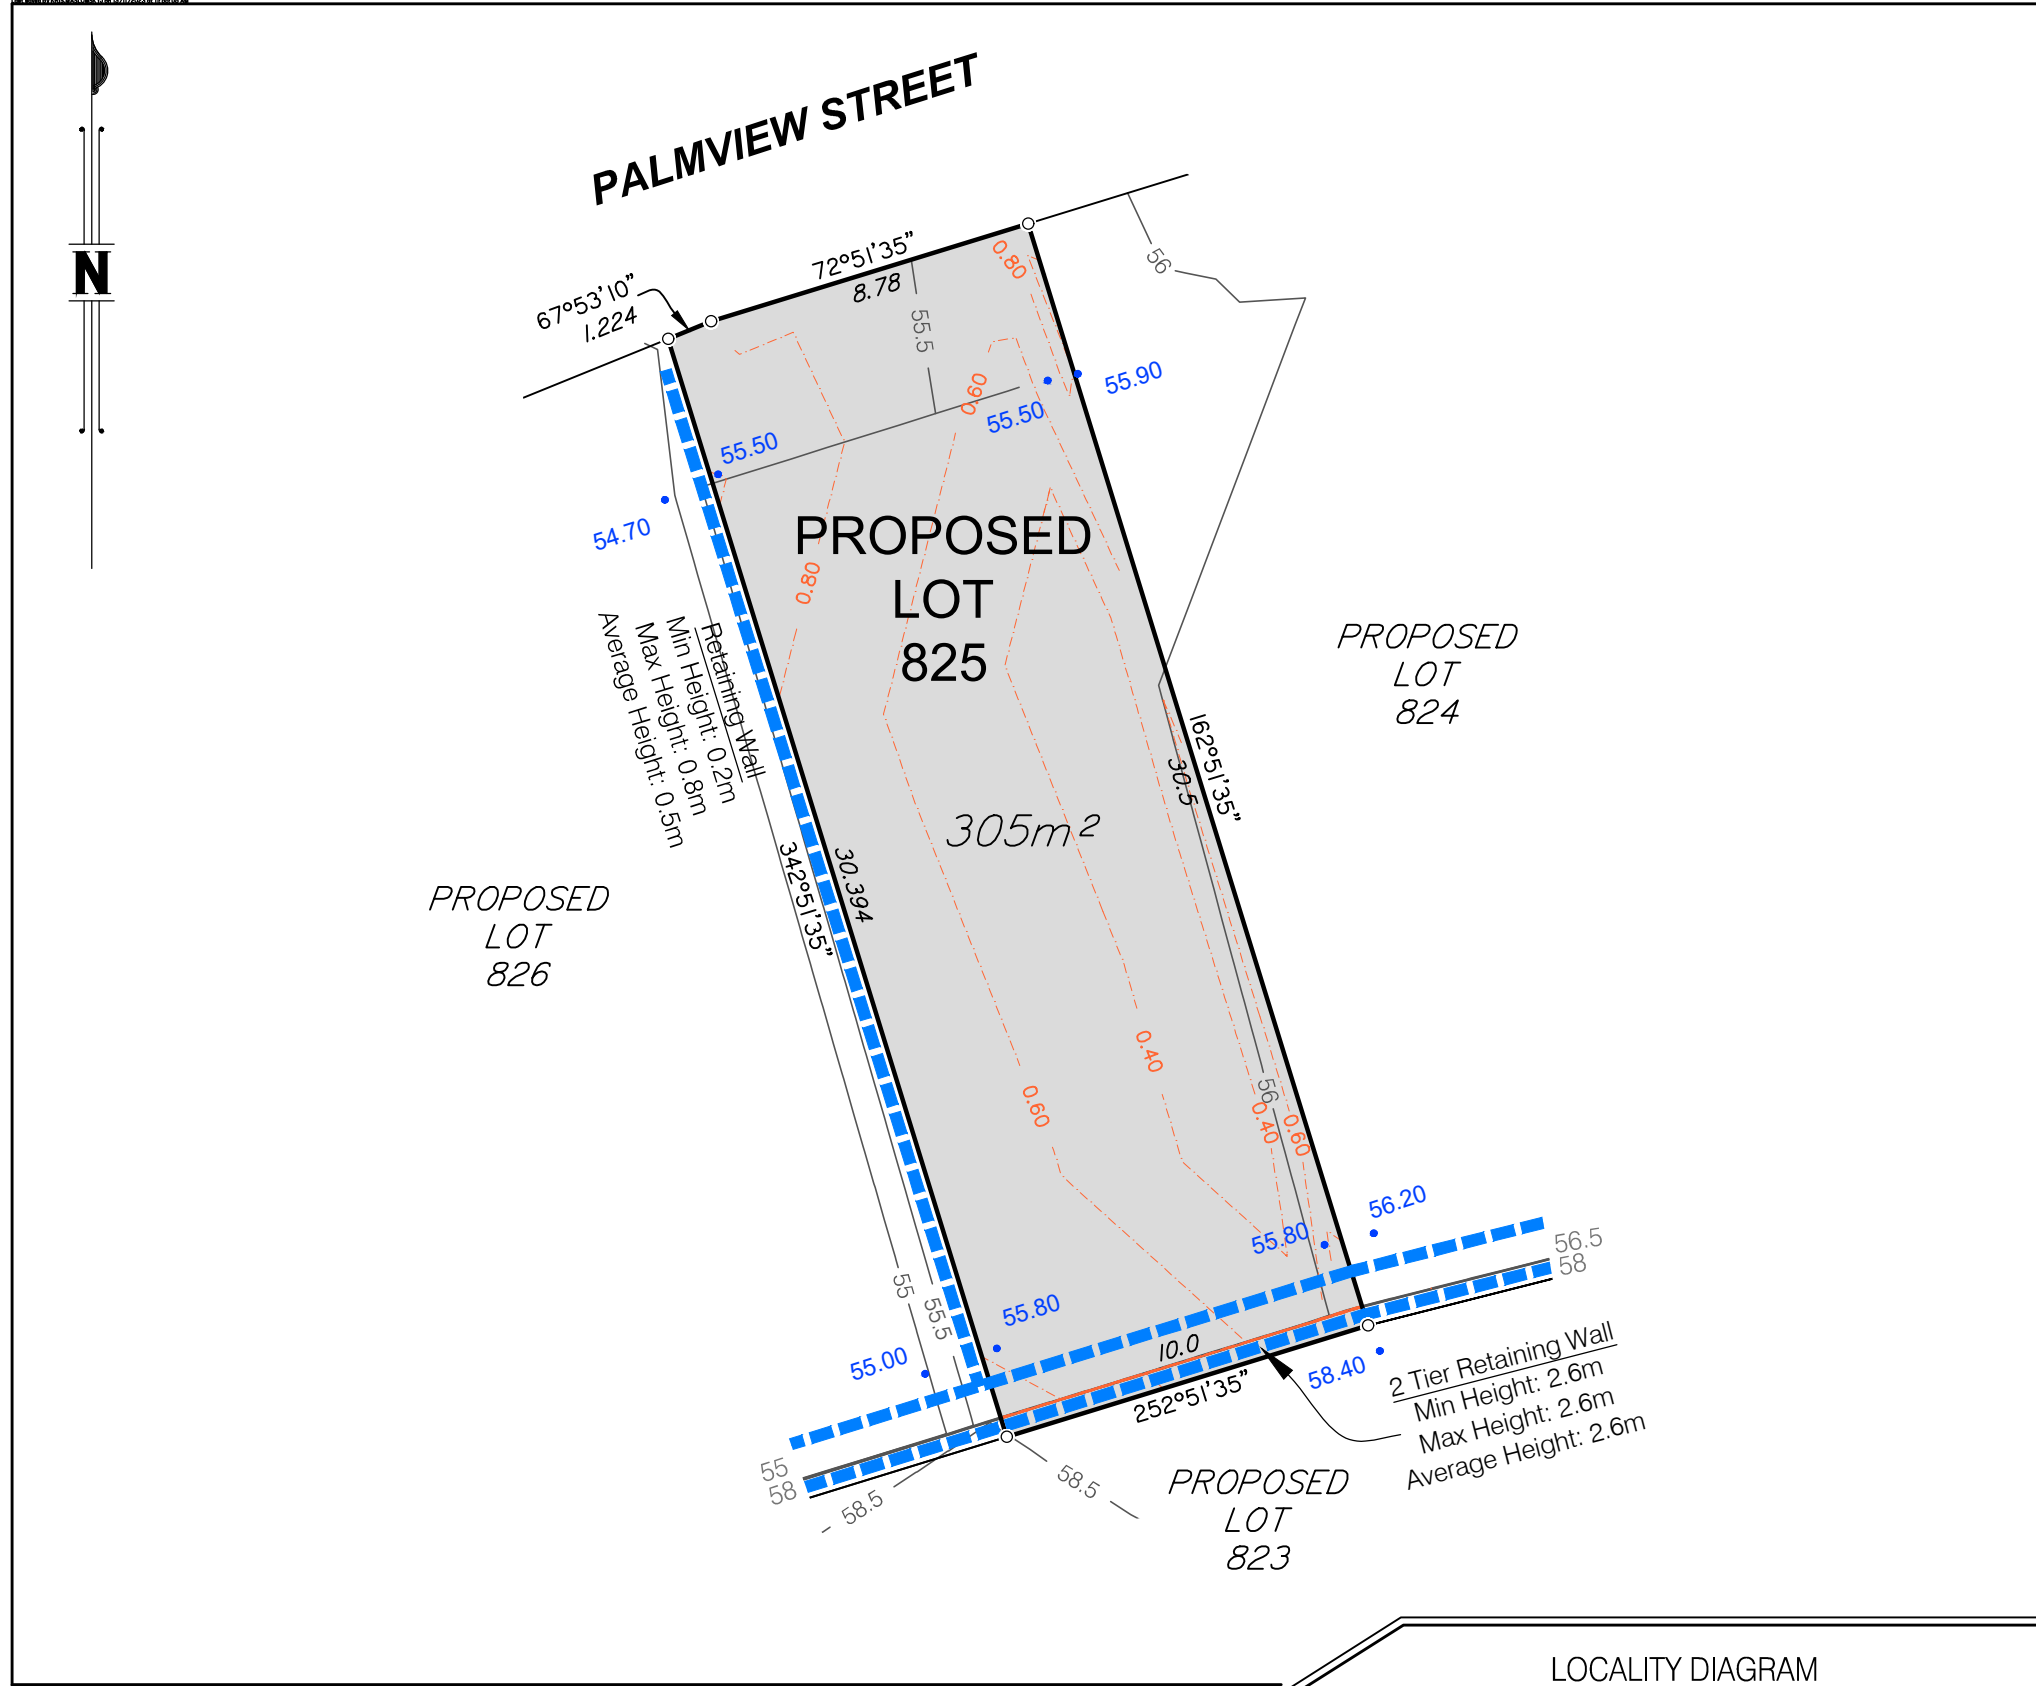 PALMVIEW STREET
N
72°51'35"
8.78
67°53'10"
1.224
0.80
56
55.5
55.90
0.60
55.50
55.50
54.70
PROPOSED
LOT
825
0.80
Retaining Wall
Min Height: 0.2m
Max Height: 0.8m
Average Height: 0.5m
PROPOSED
LOT
824
162°51'35"
30.5
305m²
342°51'35"
30.394
PROPOSED
LOT
826
0.40
0.60
56
0.40
0.60
56.20
55.80
56.5
58
55
55.5
55.80
55.00
10.0
252°51'35"
58.40
2 Tier Retaining Wall
Min Height: 2.6m
Max Height: 2.6m
Average Height: 2.6m
55
58
58.5
58.5
PROPOSED
LOT
823
LOCALITY DIAGRAM